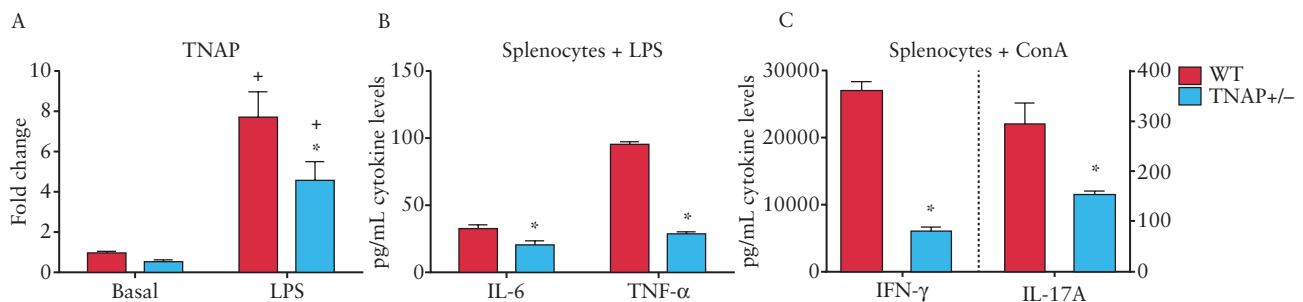 A
TNAP
Fold change
10
8
6
4
2
0
+
+
*
Basal
LPS
B
Splenocytes + LPS
pg/mL cytokine levels
150
100
50
0
*
*
IL-6
TNF-α
C
Splenocytes + ConA
pg/mL cytokine levels
30000
20000
10000
0
*
*
400
300
200
100
0
IFN-γ
IL-17A
WT
TNAP+/–